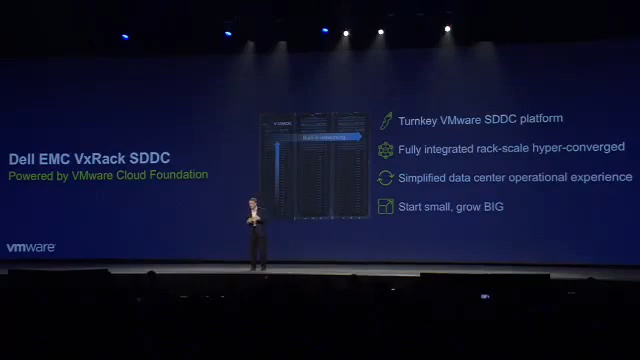 Dell EMC VxRack SDDC
Powered by VMware Cloud Foundation
Turnkey VMware SDDC platform
Fully integrated rack-scale hyper-converged
Simplified data center operational experience
Start small, grow BIG
vmware